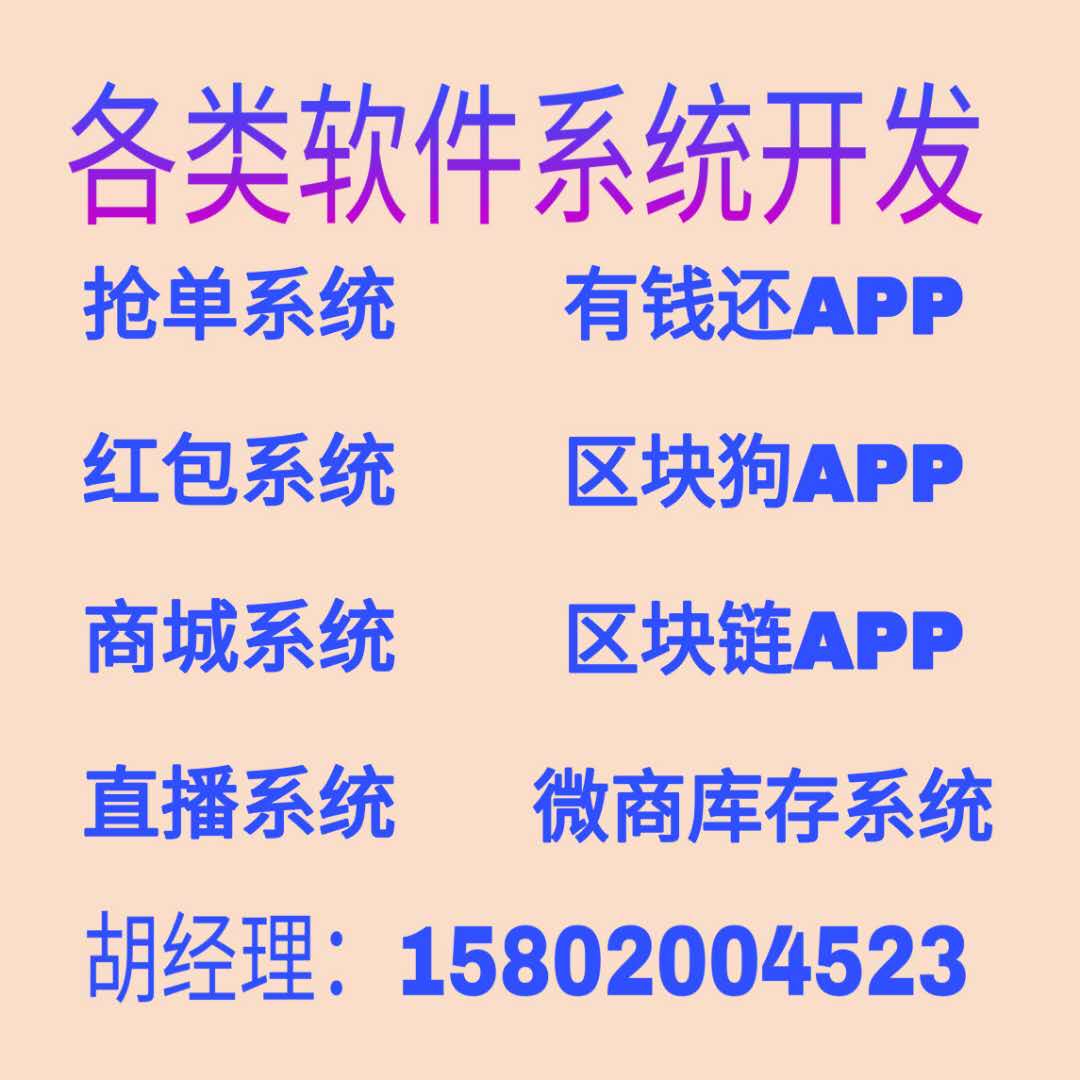 各类软件系统开发
抢单系统 有钱还APP
红包系统 区块狗APP
商城系统 区块链APP
直播系统 微商库存系统
胡经理：15802004523